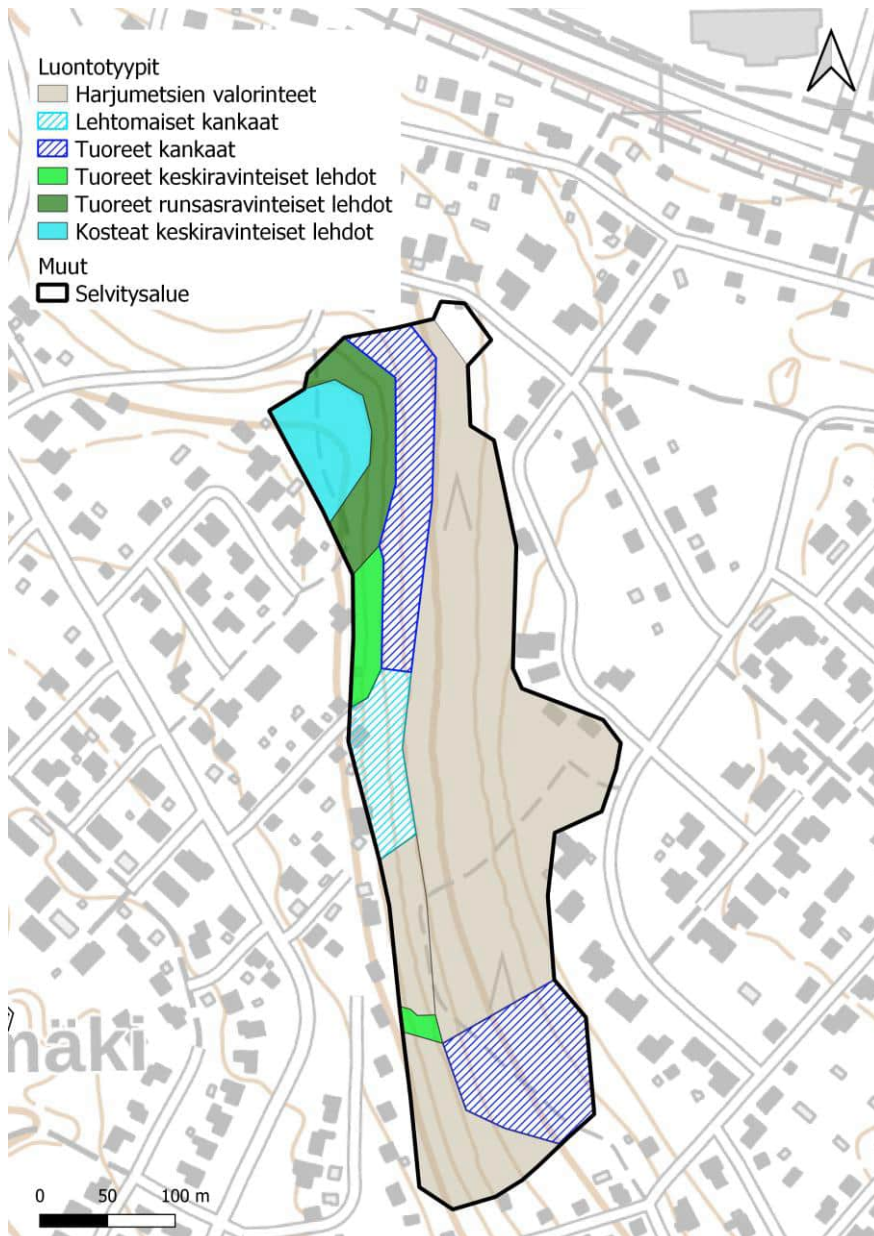 Luontotyypit
Harjumetsien valorinteet
Lehtomaiset kankaat
Tuoreet kankaat
Tuoreet keskiravinteiset lehdot
Tuoreet runsasravinteiset lehdot
Kosteat keskiravinteiset lehdot
Muut
Selvitysalue
mäki
0 50 100 m